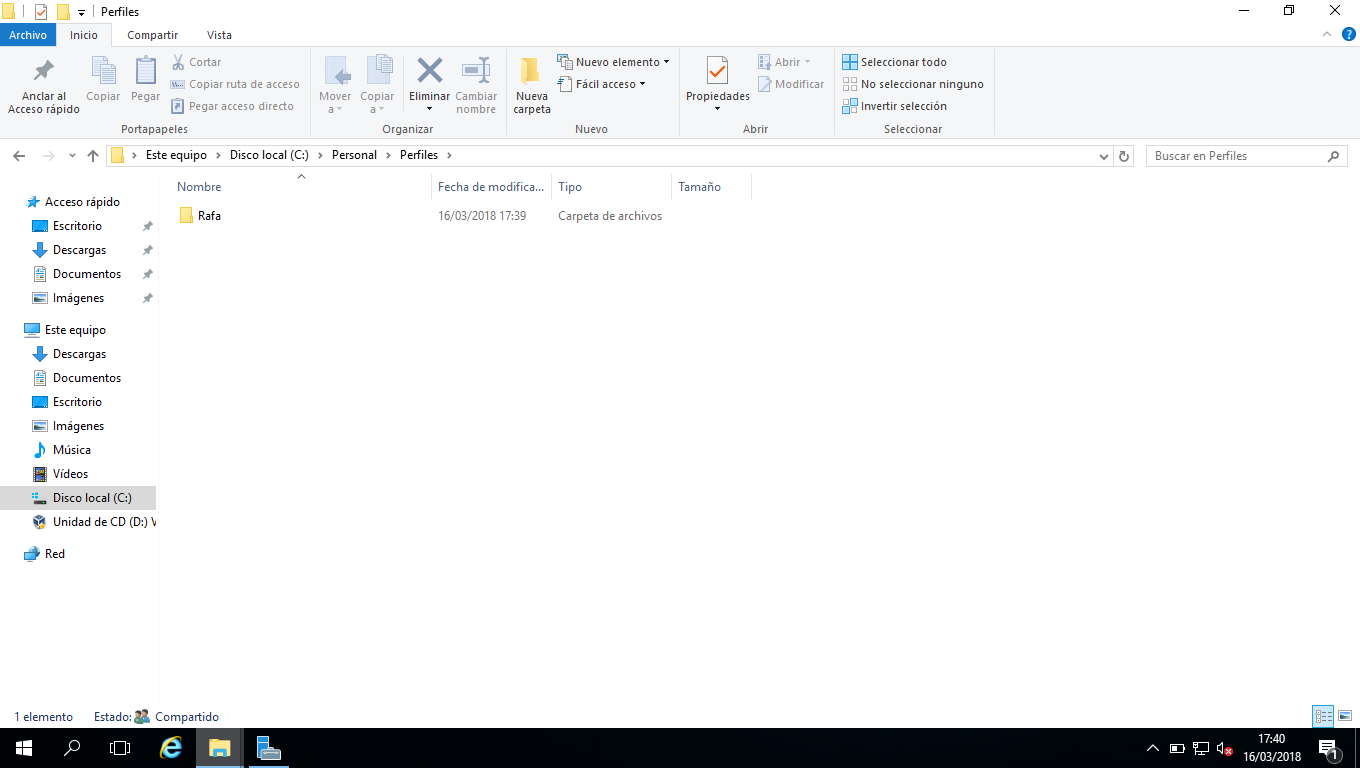 Perfiles
Archivo Inicio Compartir Vista
Anclar al
Acceso rápido
Copiar
Pegar
Cortar
Copiar ruta de acceso
Pegar acceso directo
Portapapeles
Mover
a
Copiar
a
Eliminar
Cambiar
nombre
Organizar
Nueva
carpeta
Nuevo elemento
Fácil acceso
Nuevo
Propiedades
Abrir
Modificar
Abrir
Seleccionar todo
No seleccionar ninguno
Invertir selección
Seleccionar
Este equipo Disco local (C:) Personal Perfiles
Buscar en Perfiles
Nombre Fecha de modifica... Tipo Tamaño
Rafa 16/03/2018 17:39 Carpeta de archivos
Acceso rápido
Escritorio
Descargas
Documentos
Imágenes
Este equipo
Descargas
Documentos
Escritorio
Imágenes
Música
Vídeos
Disco local (C:)
Unidad de CD (D:) V
Red
1 elemento Estado: Compartido
17:40
16/03/2018
1